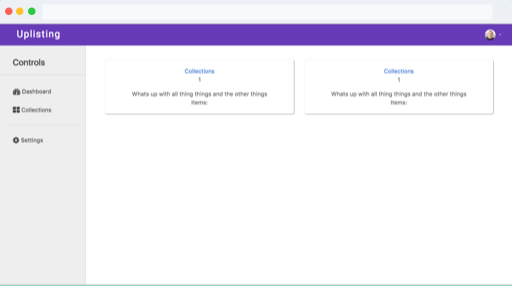 Uplisting
Controls
Dashboard
Collections
Settings
Collections
1
Whats up with all thing things and the other things
Items:
Collections
1
Whats up with all thing things and the other things
Items: